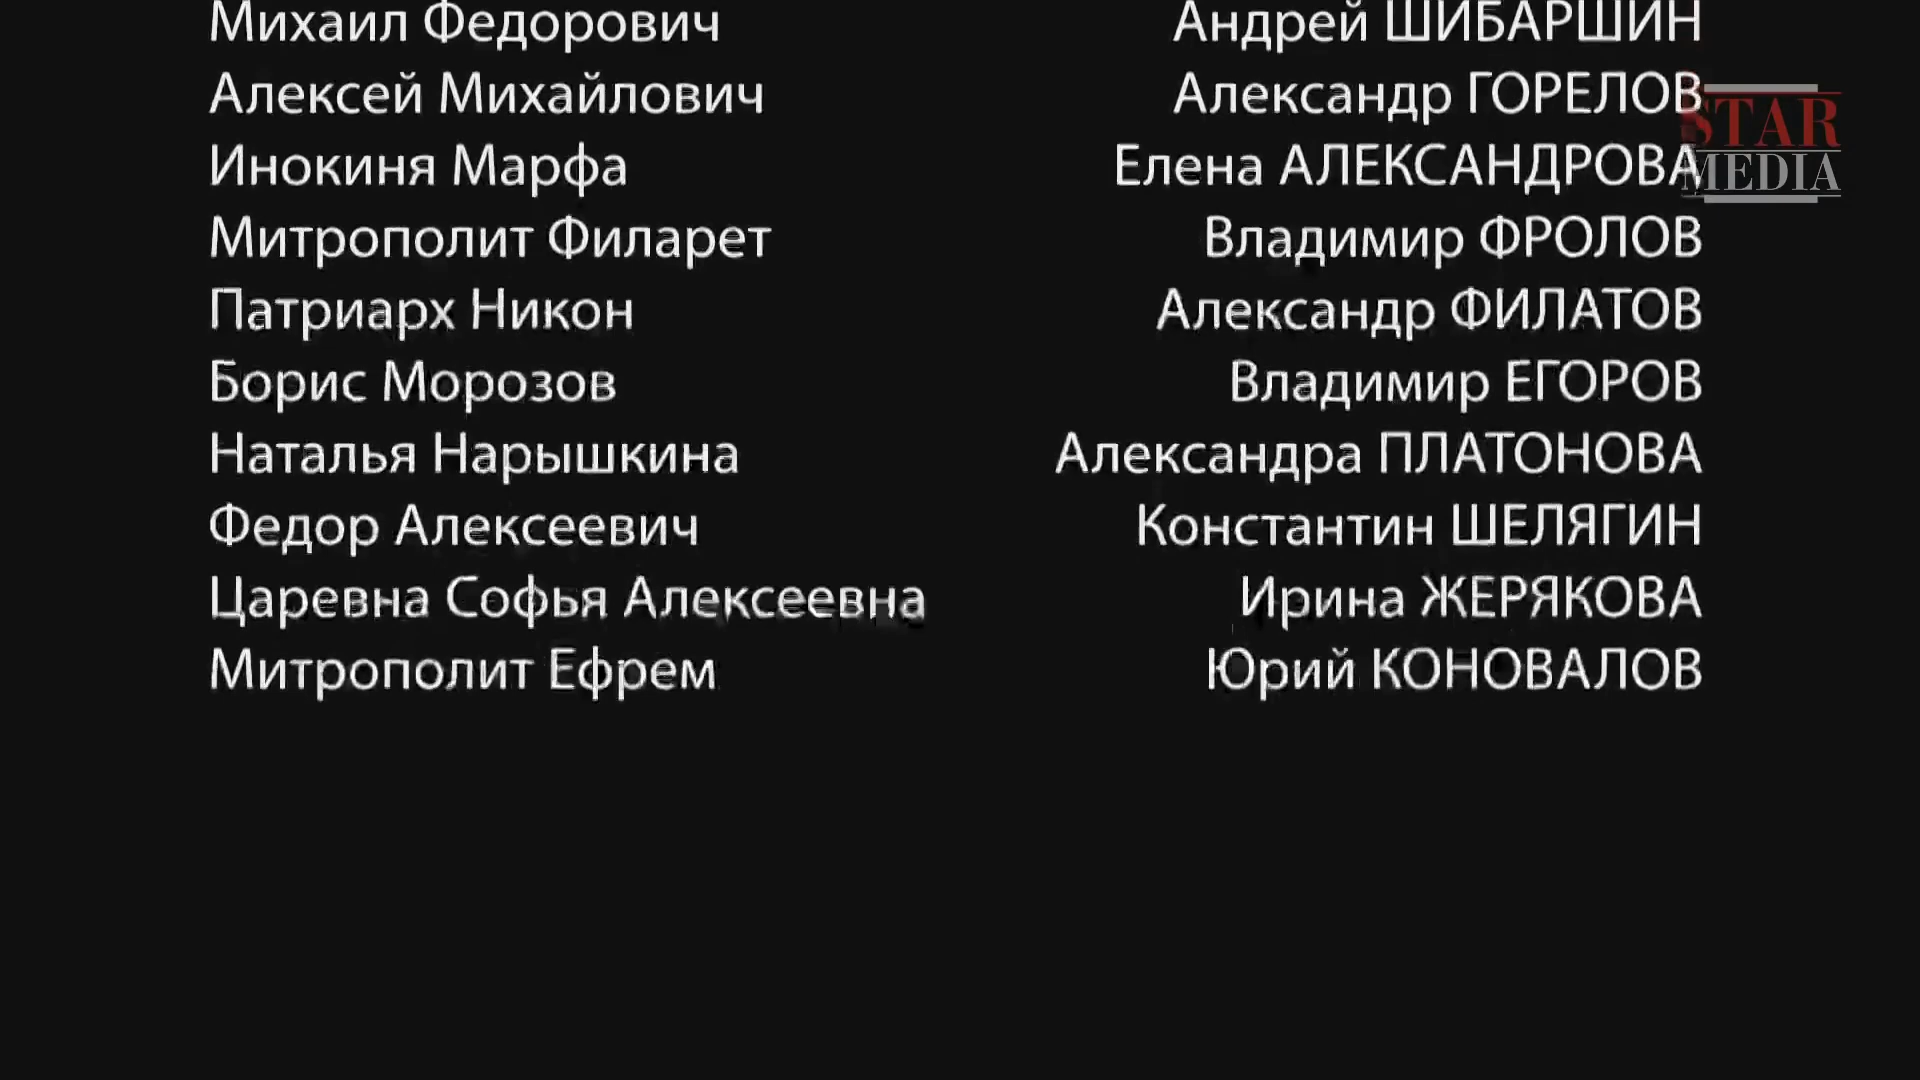 Михаил Федорович Андрей ШИБАРШИН
Алексей Михайлович Александр ГОРЕЛОВ
Инокиня Марфа Елена АЛЕКСАНДРОВА
Митрополит Филарет Владимир ФРОЛОВ
Патриарх Никон Александр ФИЛАТОВ
Борис Морозов Владимир ЕГОРОВ
Наталья Нарышкина Александра ПЛАТОНОВА
Федор Алексеевич Константин ШЕЛЯГИН
Царевна Софья Алексеевна Ирина ЖЕРЯКОВА
Митрополит Ефрем Юрий КОНОВАЛОВ
STAR
MEDIA